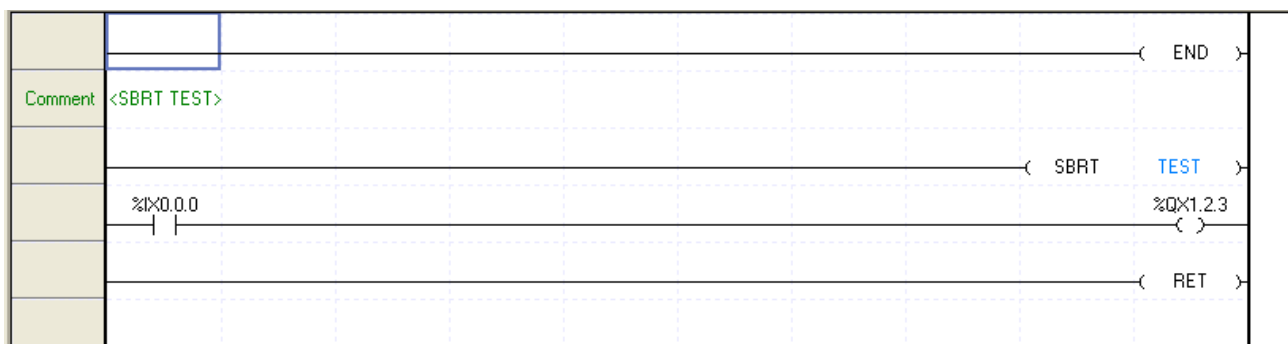 END
Comment <SBRT TEST>
SBRT TEST
%IX0.0.0 %QX1.2.3
RET